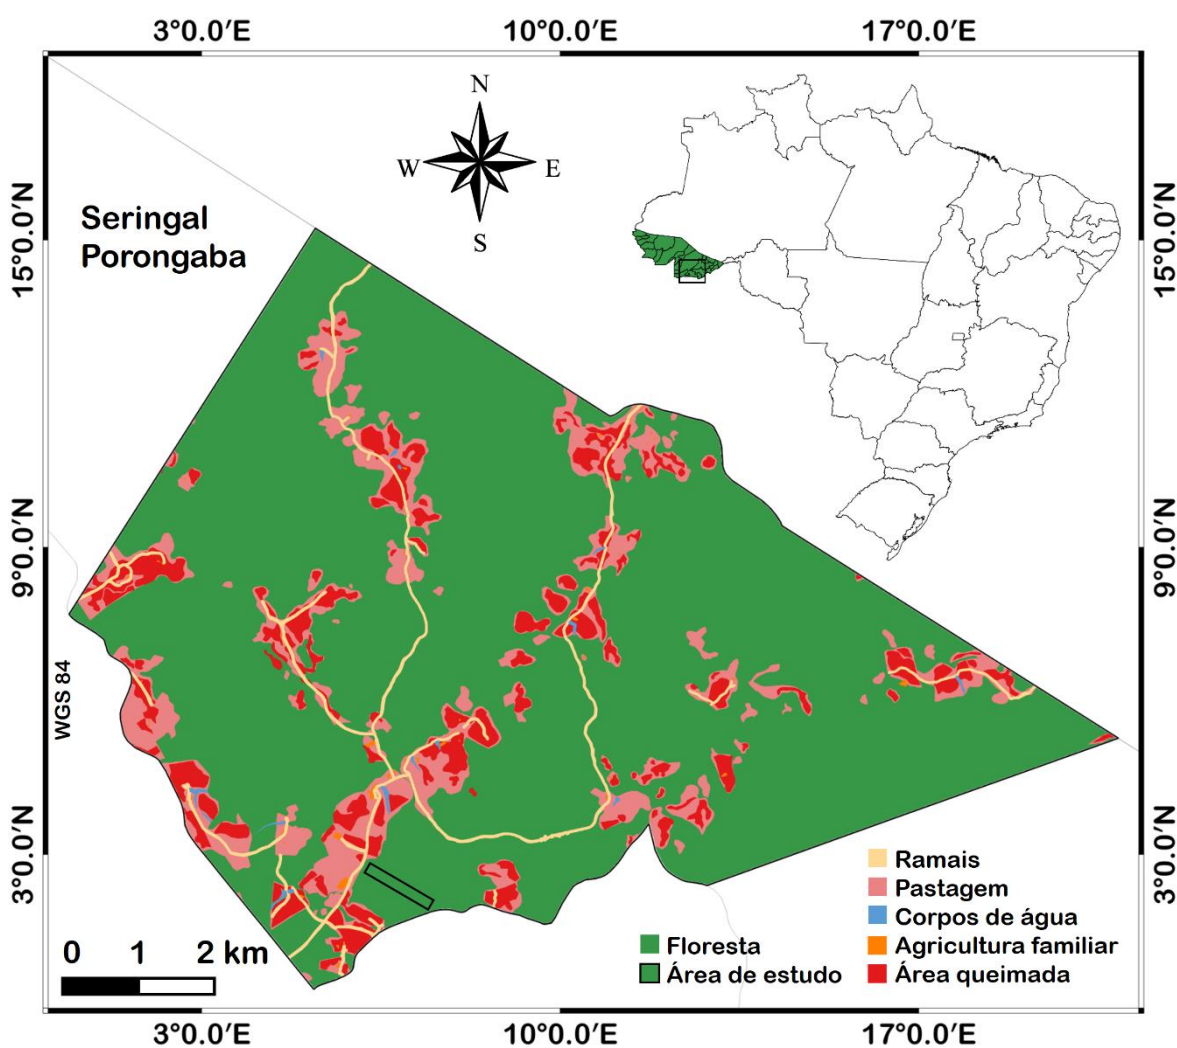 3°0.0′E 10°0.0′E 17°0.0′E
N
W E
S
Seringal
Porongaba
15°0.0′N 15°0.0′N
9°0.0′N 9°0.0′N
WGS 84
3°0.0′N 3°0.0′N
Ramais
Pastagem
Corpos de água
Floresta Agricultura familiar
Área de estudo Área queimada
0 1 2 km
3°0.0′E 10°0.0′E 17°0.0′E